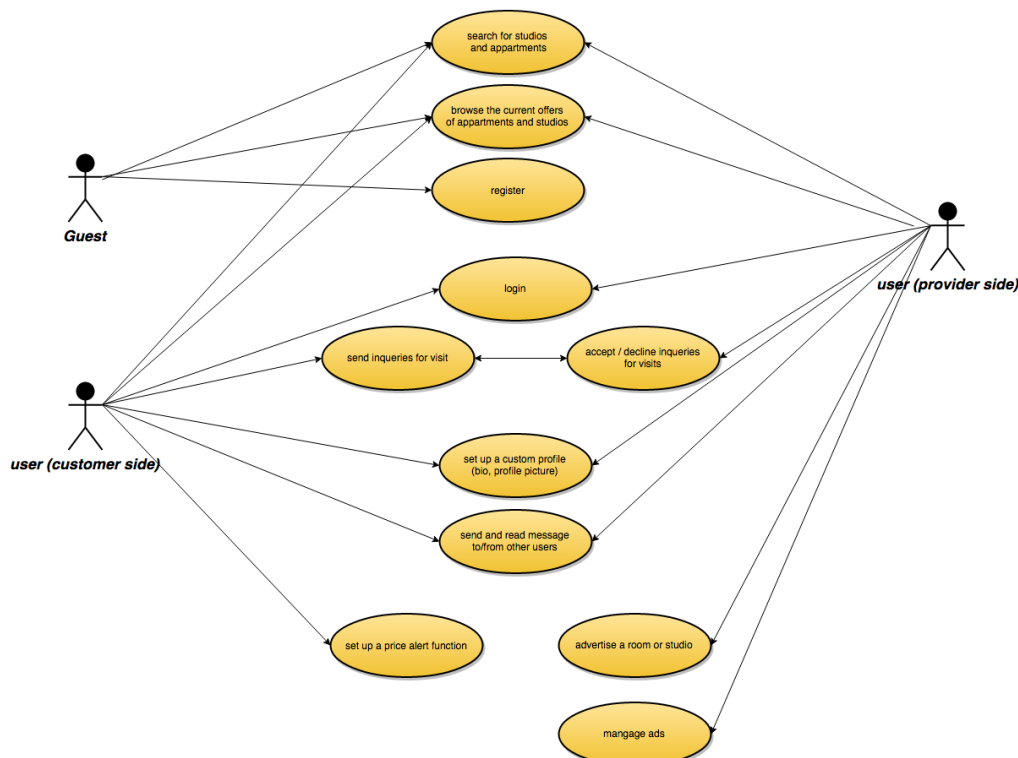 search for studios
and appartments
browse the current offers
of appartments and studios
register
Guest
user (provider side)
login
send inqueries for visit
accept / decline inqueries
for visits
user (customer side)
set up a custom profile
(bio, profile picture)
send and read message
to/from other users
set up a price alert function
advertise a room or studio
mangage ads